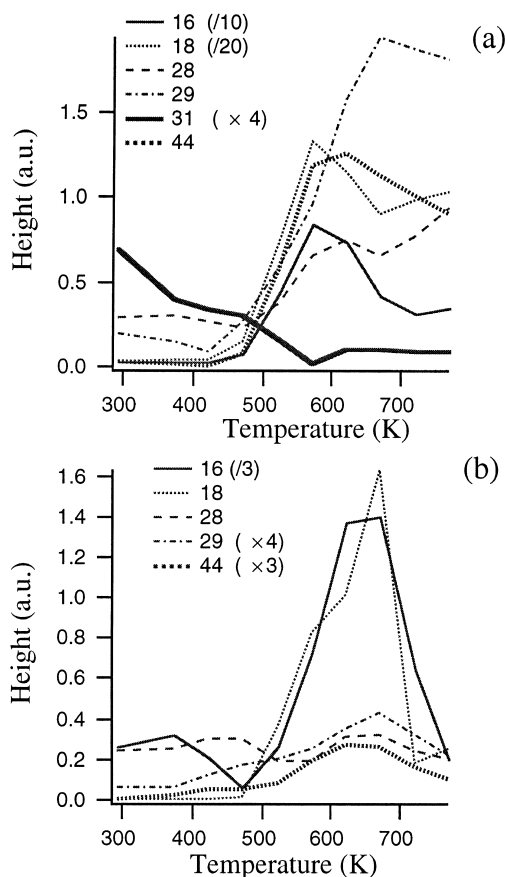 16 (/10)
(a)
18 (/20)
28
29
31 ( × 4)
44
1.5
1.0
0.5
0.0
Height (a.u.)
300 400 500 600 700
Temperature (K)
16 (/3)
(b)
18
28
29 ( ×4)
44 ( ×3)
1.6
1.4
1.2
1.0
0.8
0.6
0.4
0.2
0.0
Height (a.u.)
300 400 500 600 700
Temperature (K)